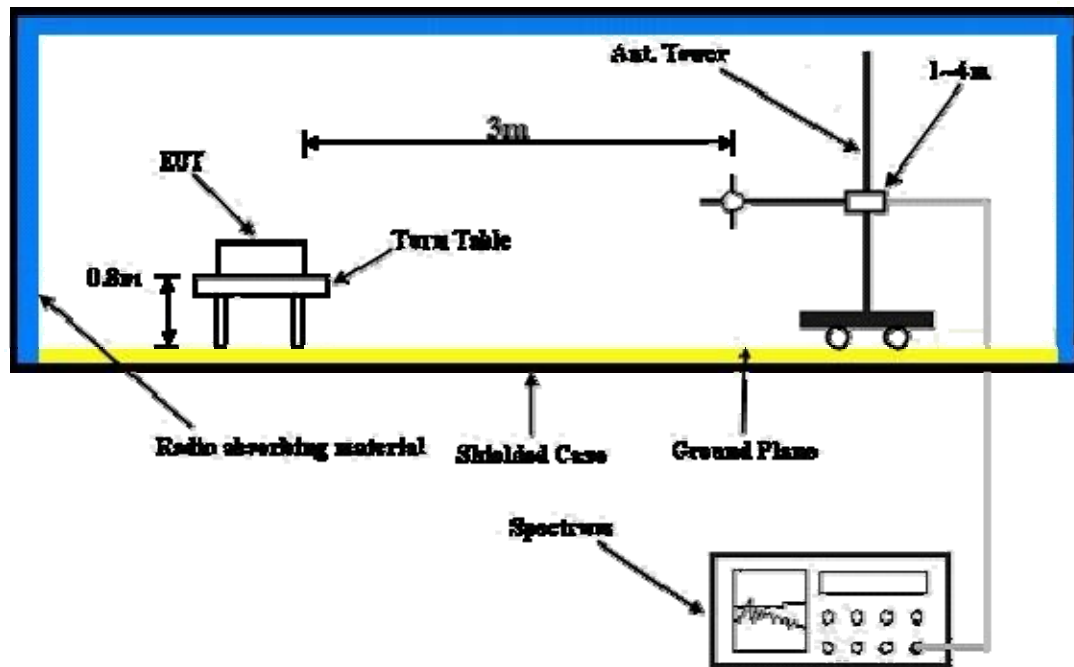 Ant. Tower
1~4m
3m
EUT
Turn Table
0.8m
Radio absorbing material
Shielded Case
Ground Plane
Spectrum